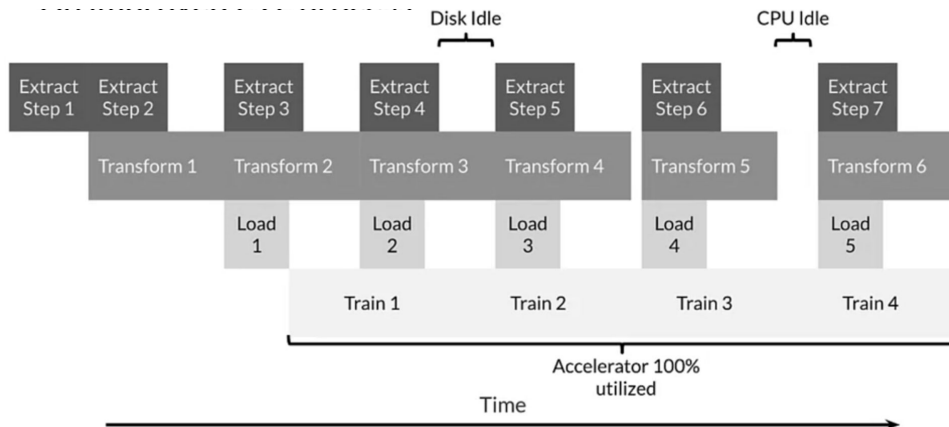 Disk Idle
CPU Idle
Extract
Step 1
Extract
Step 2
Extract
Step 3
Extract
Step 4
Extract
Step 5
Extract
Step 6
Extract
Step 7
Transform 1
Transform 2
Transform 3
Transform 4
Transform 5
Transform 6
Load
1
Load
2
Load
3
Load
4
Load
5
Train 1
Train 2
Train 3
Train 4
Accelerator 100%
utilized
Time